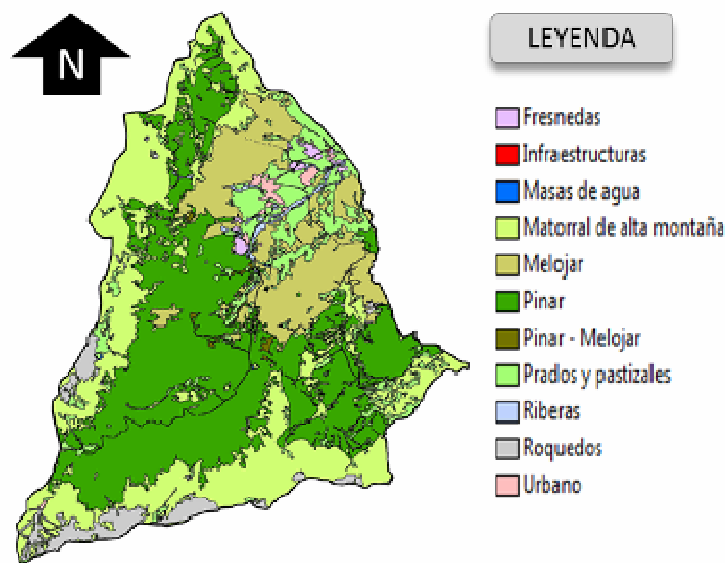 N
LEYENDA
Fresnedas
Infraestructuras
Masas de agua
Matorral de alta montaña
Melojar
Pinar
Pinar - Melojar
Prados y pastizales
Riberas
Roquedos
Urbano